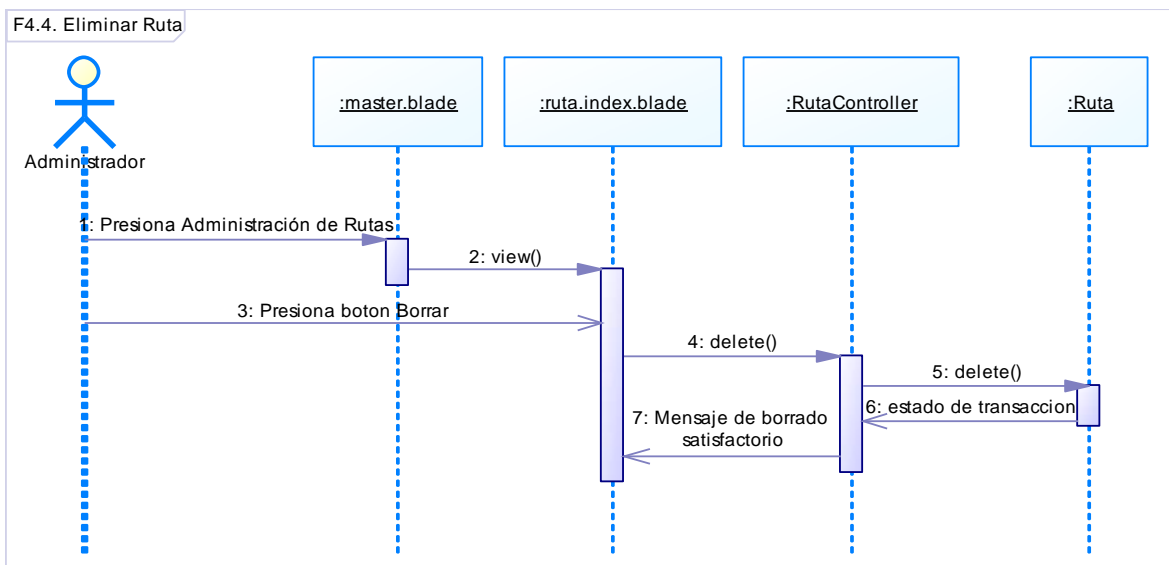 F4.4. Eliminar Ruta
:master.blade
:ruta.index.blade
:RutaController
:Ruta
Administrador
1: Presiona Administración de Rutas
2: view()
3: Presiona boton Borrar
4: delete()
5: delete()
6: estado de transaccion
7: Mensaje de borrado
satisfactorio